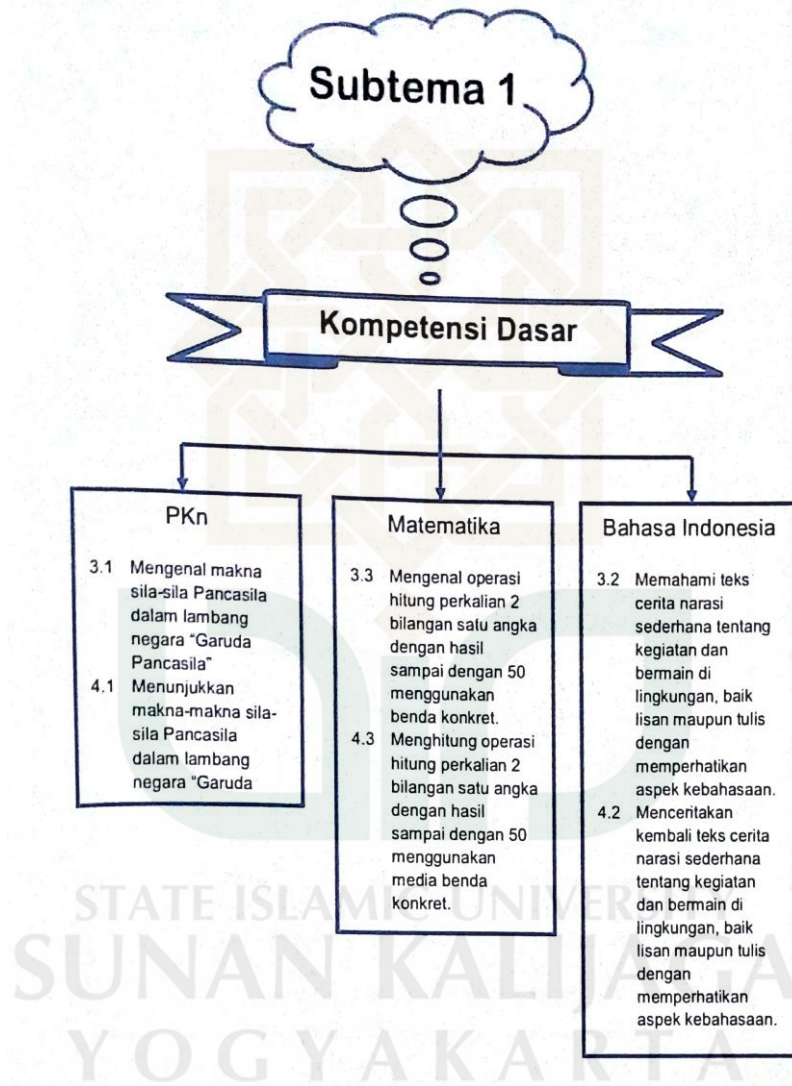 Subtema 1
Kompetensi Dasar
PKn
3.1 Mengenal makna
sila-sila Pancasila
dalam lambang
negara “Garuda
Pancasila”
4.1 Menunjukkan
makna-makna sila-
sila Pancasila
dalam lambang
negara “Garuda
Matematika
3.3 Mengenal operasi
hitung perkalian 2
bilangan satu angka
dengan hasil
sampai dengan 50
menggunakan
benda konkret.
4.3 Menghitung operasi
hitung perkalian 2
bilangan satu angka
dengan hasil
sampai dengan 50
menggunakan
media benda
konkret.
Bahasa Indonesia
3.2 Memahami teks
cerita narasi
sederhana tentang
kegiatan dan
bermain di
lingkungan, baik
lisan maupun tulis
dengan
memperhatikan
aspek kebahasaan.
4.2 Menceritakan
kembali teks cerita
narasi sederhana
tentang kegiatan
dan bermain di
lingkungan, baik
lisan maupun tulis
dengan
memperhatikan
aspek kebahasaan.
STATE ISLAMIC UNIVERSITY
SUNAN KALIJAGA
YOGYAKARTA